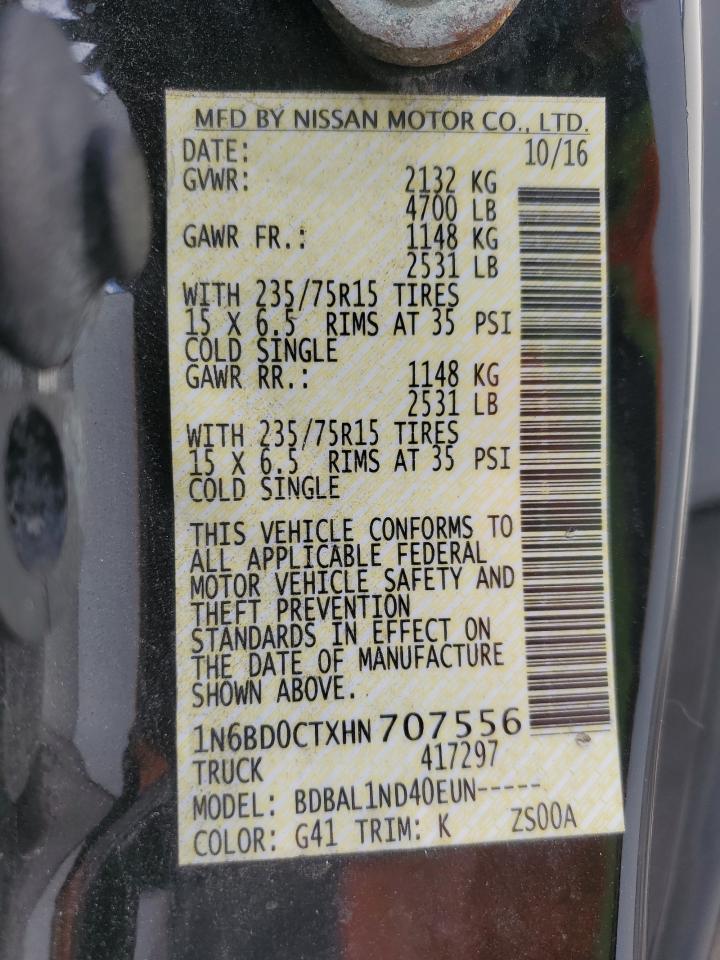 MFD BY NISSAN MOTOR CO., LTD.
DATE: 10/16
GVWR: 2132 KG
4700 LB
GAWR FR.: 1148 KG
2531 LB
WITH 235/75R15 TIRES
15 X 6.5 RIMS AT 35 PSI
COLD SINGLE
GAWR RR.: 1148 KG
2531 LB
WITH 235/75R15 TIRES
15 X 6.5 RIMS AT 35 PSI
COLD SINGLE
THIS VEHICLE CONFORMS TO
ALL APPLICABLE FEDERAL
MOTOR VEHICLE SAFETY AND
THEFT PREVENTION
STANDARDS IN EFFECT ON
THE DATE OF MANUFACTURE
SHOWN ABOVE.
1N6BD0CTXHN707556
TRUCK 417297
MODEL: BDBAL1ND40EUN-----
COLOR: G41 TRIM: K ZS00A